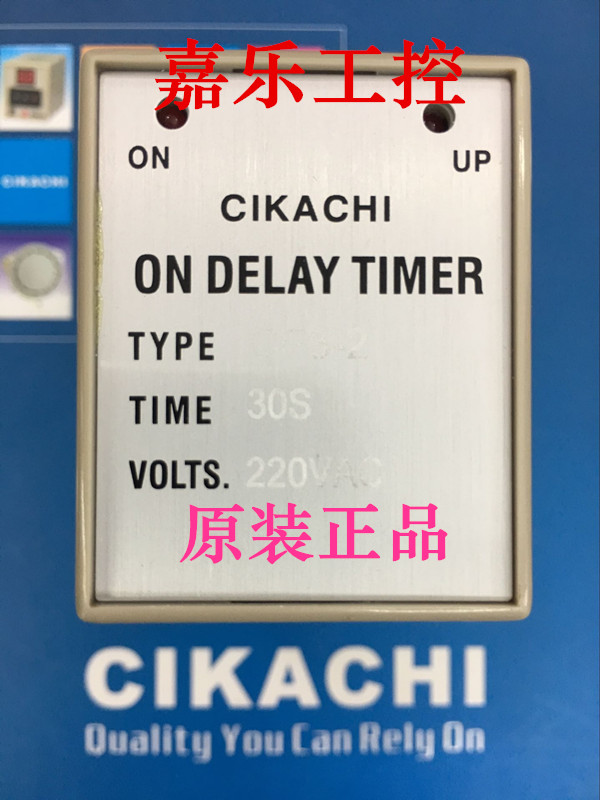 嘉乐工控
ON UP
CIKACHI
CIKACHI
ON DELAY TIMER
TYPE
TIME 30S
VOLTS. 220VAC
原装正品
CIKACHI
Quality You Can Rely On